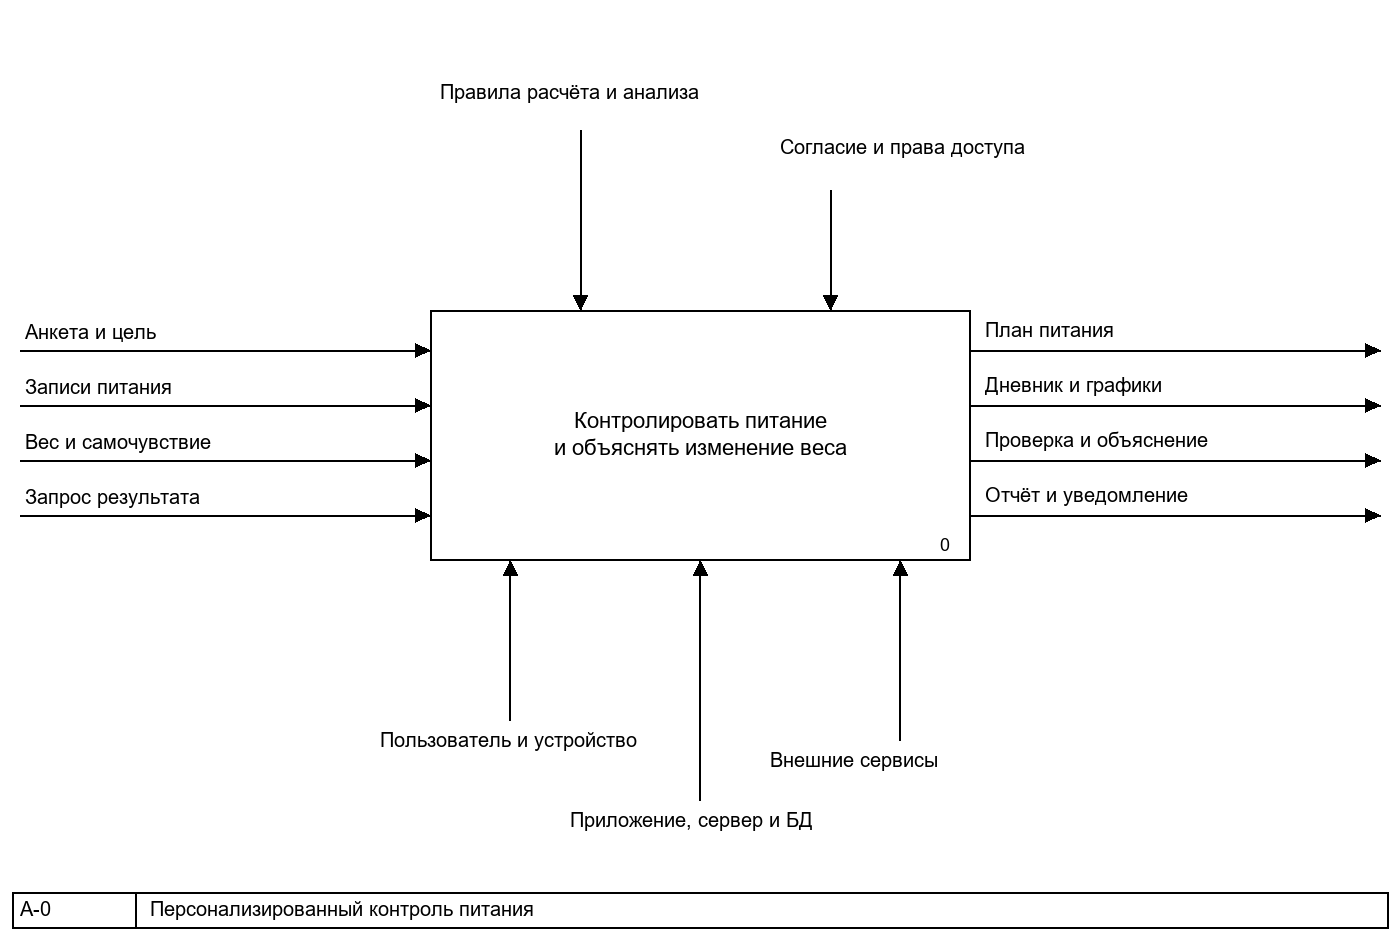 Правила расчёта и анализа
Согласие и права доступа
Анкета и цель
Записи питания
Вес и самочувствие
Запрос результата
Контролировать питание
и объяснять изменение веса
0
План питания
Дневник и графики
Проверка и объяснение
Отчёт и уведомление
Пользователь и устройство
Внешние сервисы
Приложение, сервер и БД
А-0
Персонализированный контроль питания